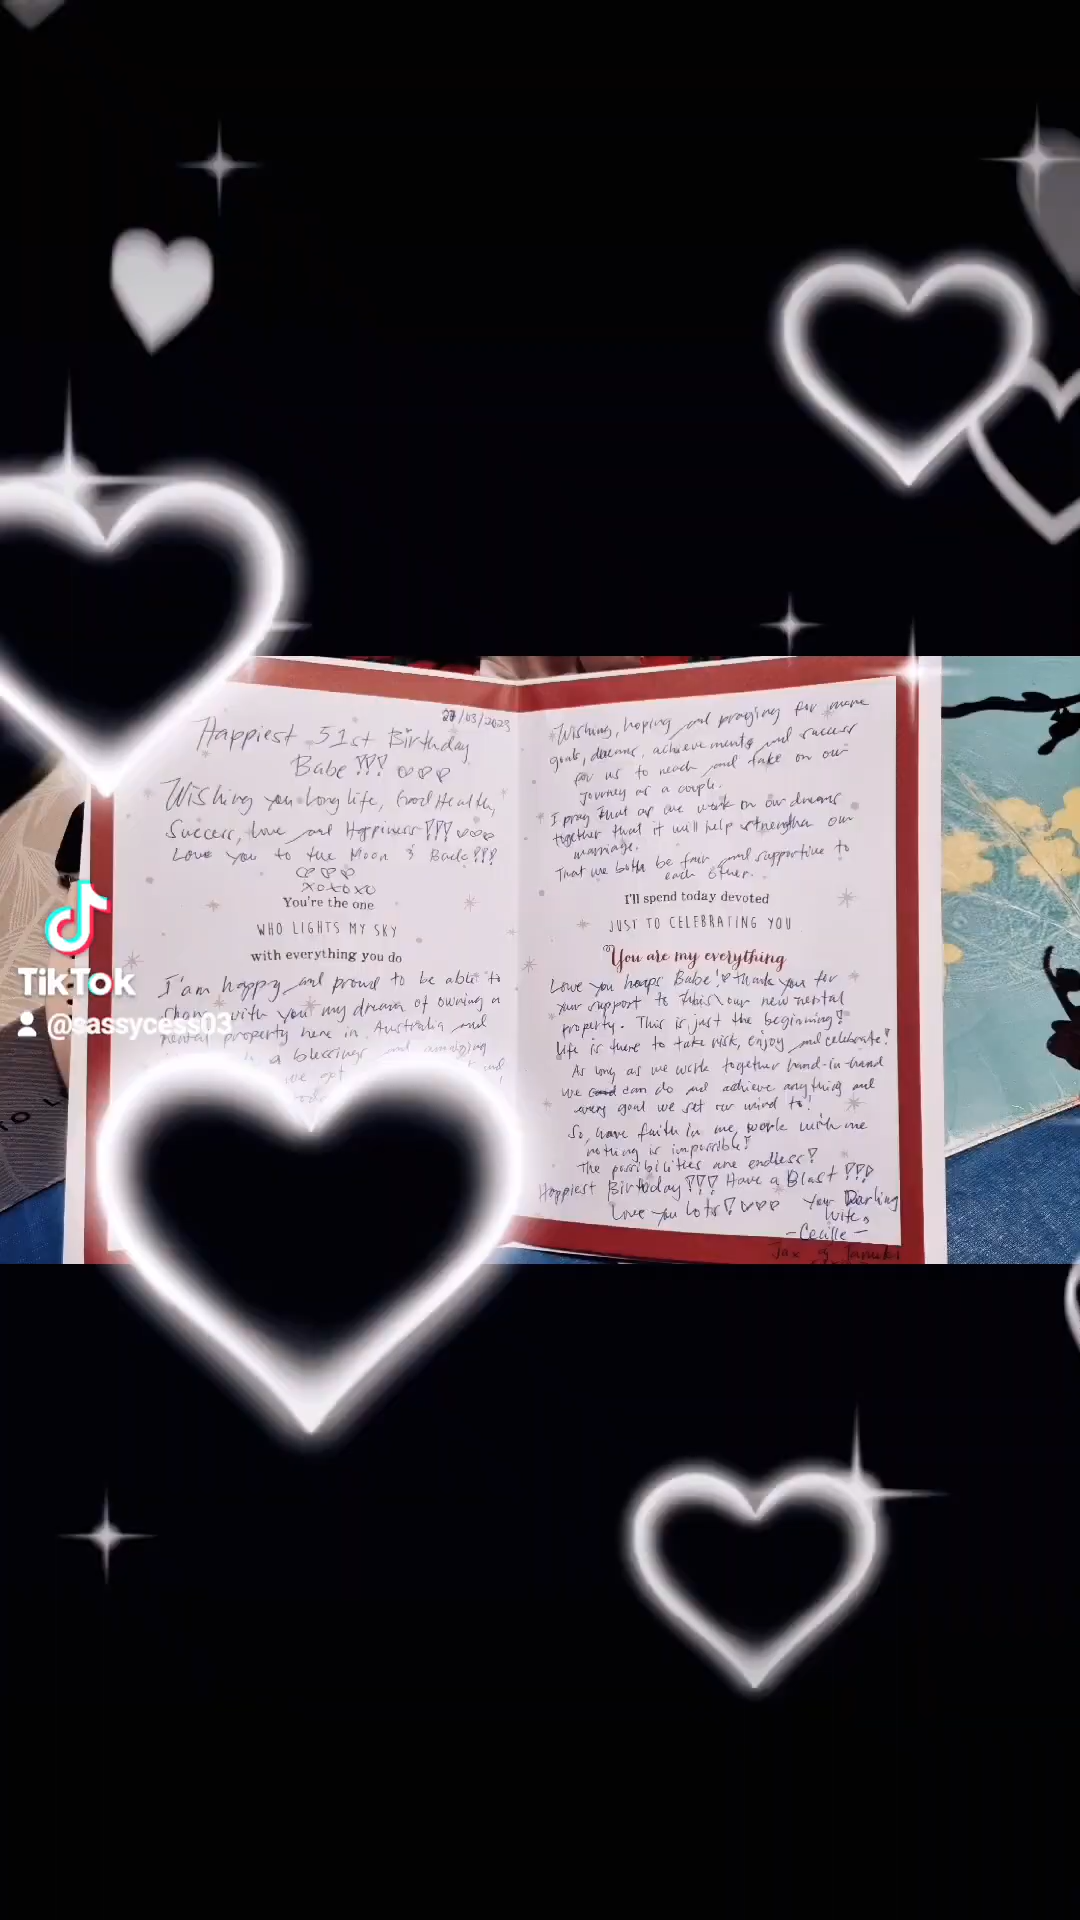 27/03/2023
Happiest 31st Birthday
Babe!!!
Wishing you Long life, Good Health,
Success, Love and Happiness!!!
Love you to the Moon & Back!!!
XOXOXO
You're the one
WHO LIGHTS MY SKY
with everything you do
I'am happy and proud to be able to
share with you my dream of owning a
rental property here in Australia and
a blessings and amazing
we got
Wishing, hoping and praying for more
goals, dreams, achievements and success
for us to reach and take on our
Journey as a couple.
I pray that as we work on our dreams
together that it will help strengthen our
marriage.
That we both be fair and supportive to
each other.
I'll spend today devoted
JUST TO CELEBRATING YOU
You are my everything
Love you heaps Babe! Thank you for
your support to this\our new rental
property. This is just the beginning!
Life is there to take risk, enjoy and celebrate!
As long as we work together hand-in-hand
we can do and achieve anything and
every goal we set our mind to!
So, have faith in me, work with me
nothing is impossible!
The possibilities are endless!
Happiest Birthday!!! Have a Blast!!!
Love you Lots!
Your Darling
Wife,
-Cecille-
Jax &
TikTok
@sassycess03